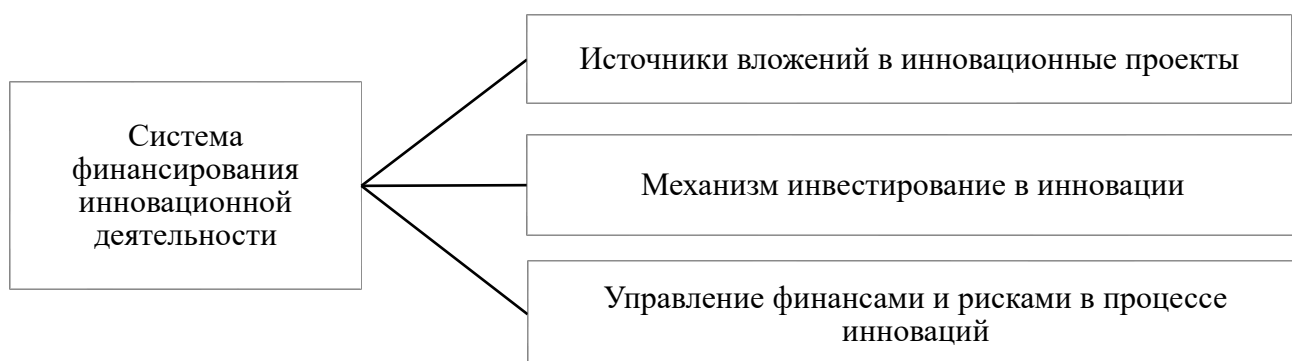 Система
финансирования
инновационной
деятельности
Источники вложений в инновационные проекты
Механизм инвестирование в инновации
Управление финансами и рисками в процессе
инноваций